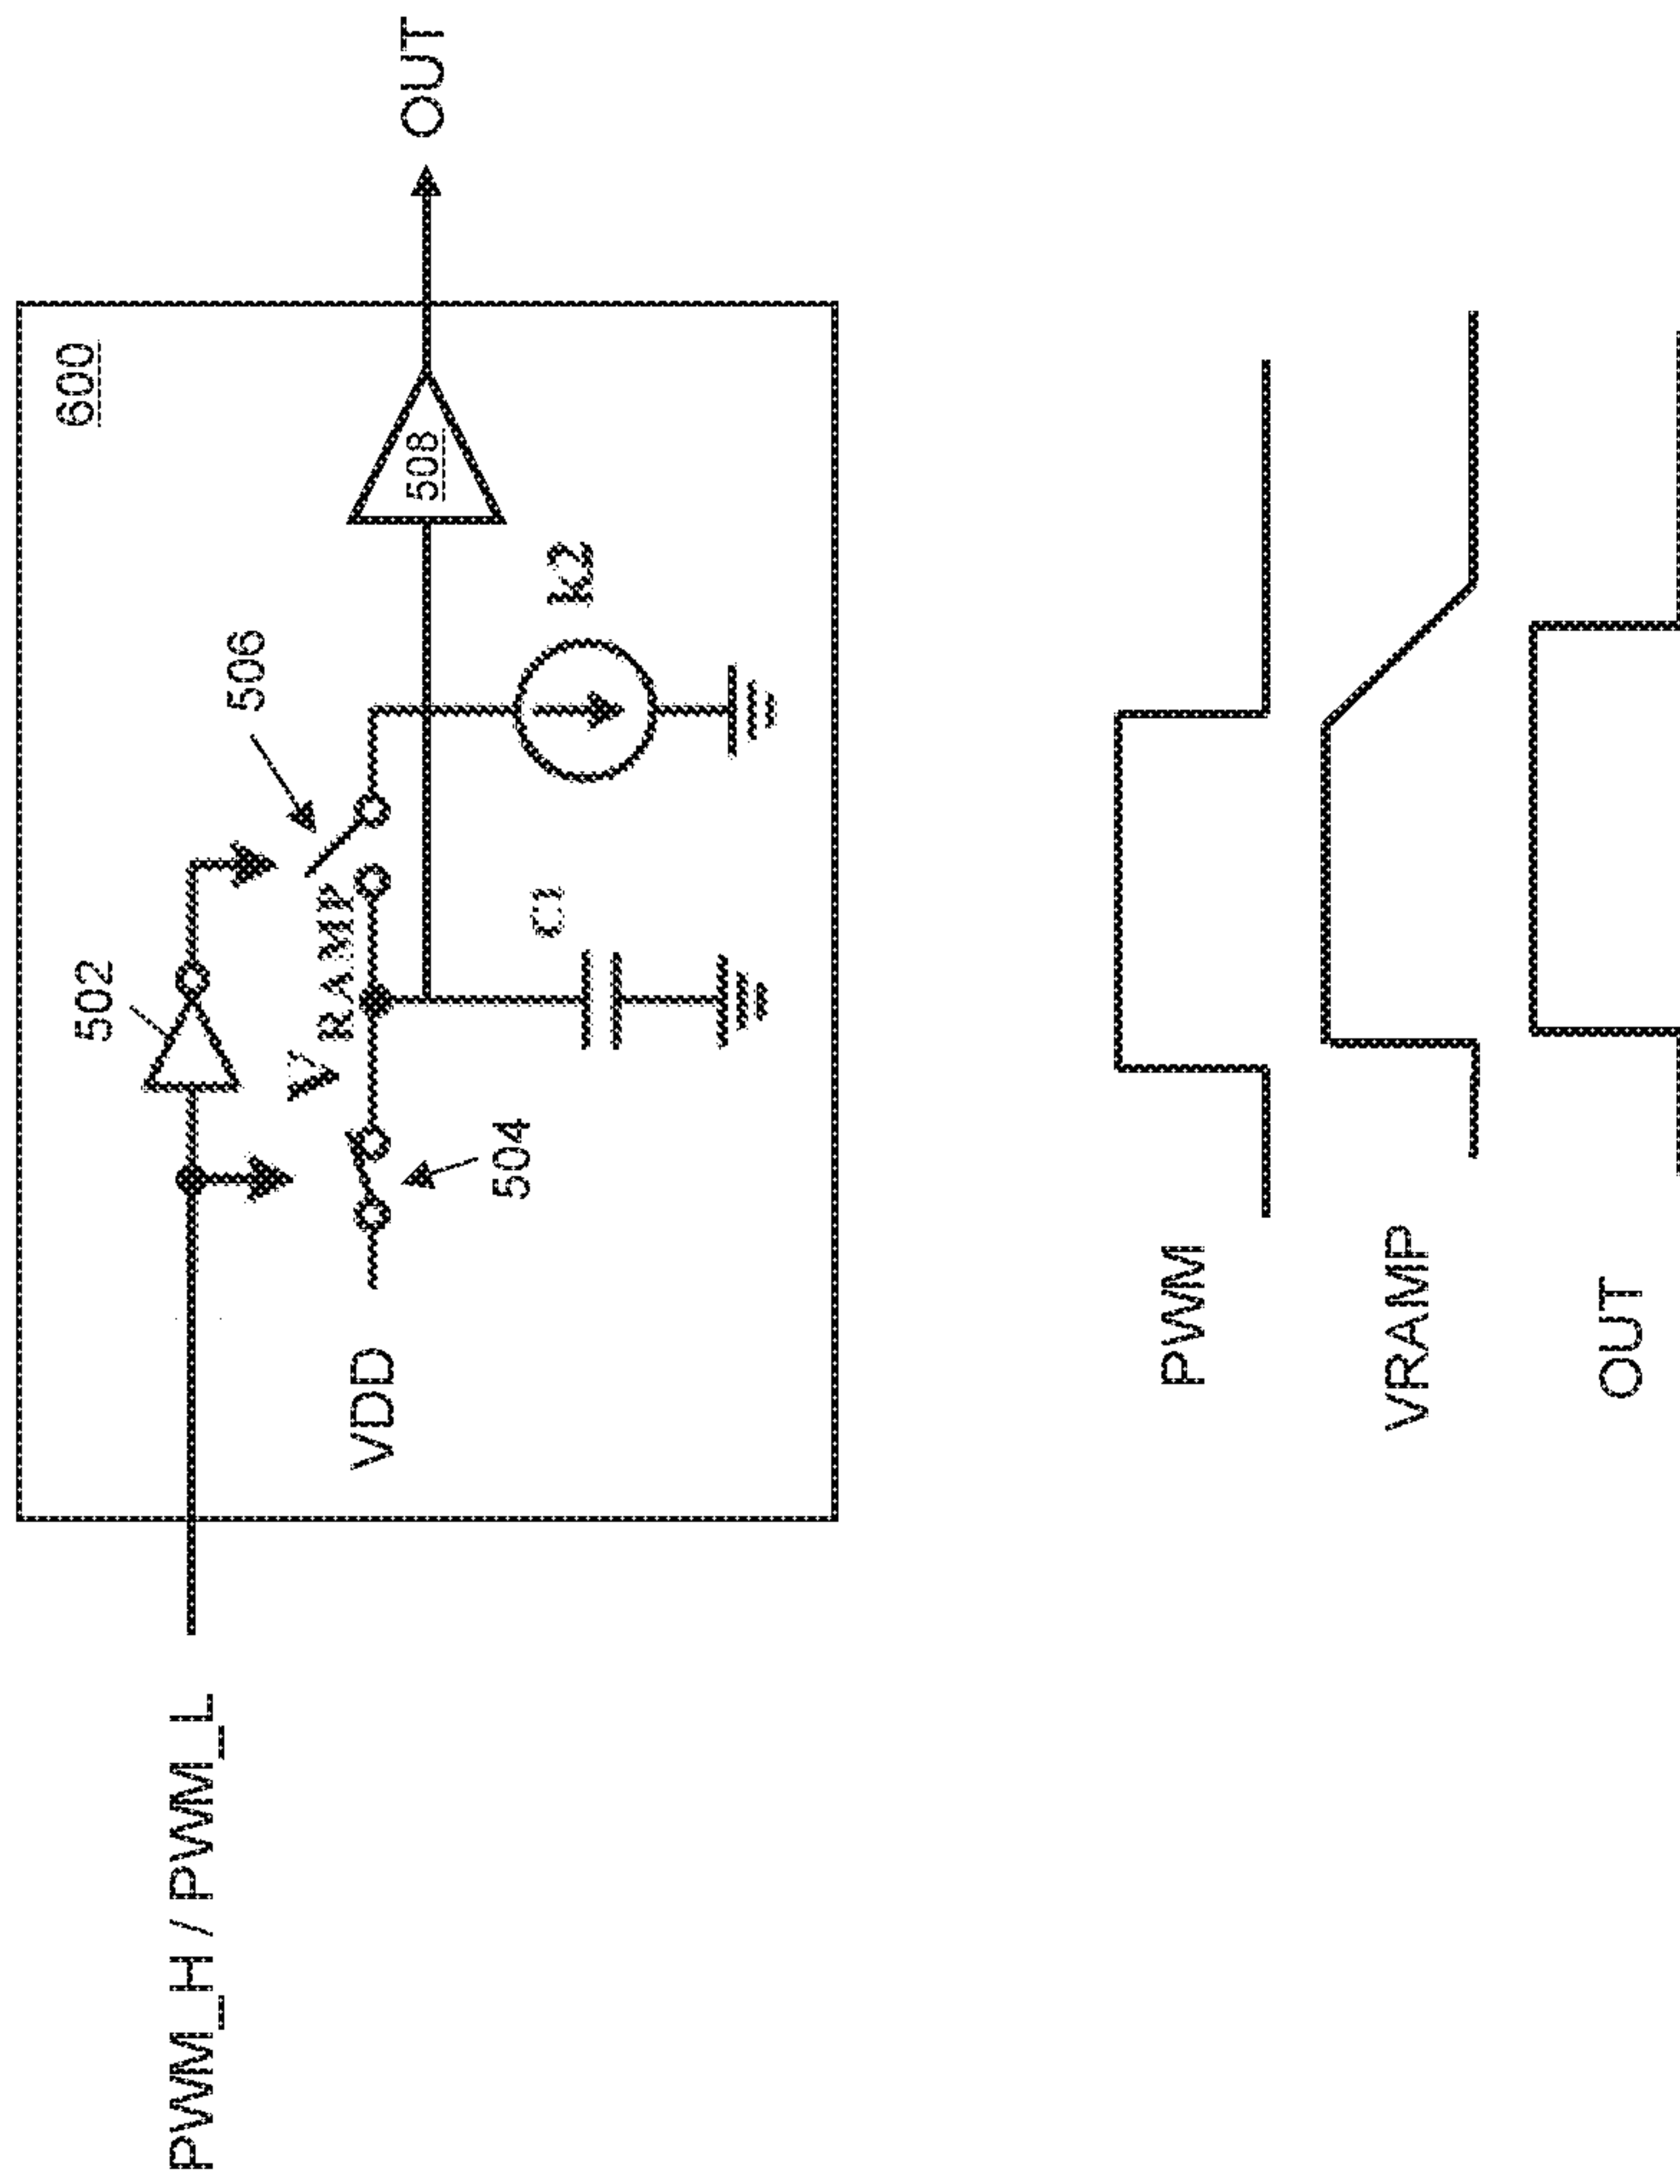 600
502
506
PWM_H / PWM_L
VRAMP
VDD
504
C1
k2
508
OUT
PWM
VRAMP
OUT